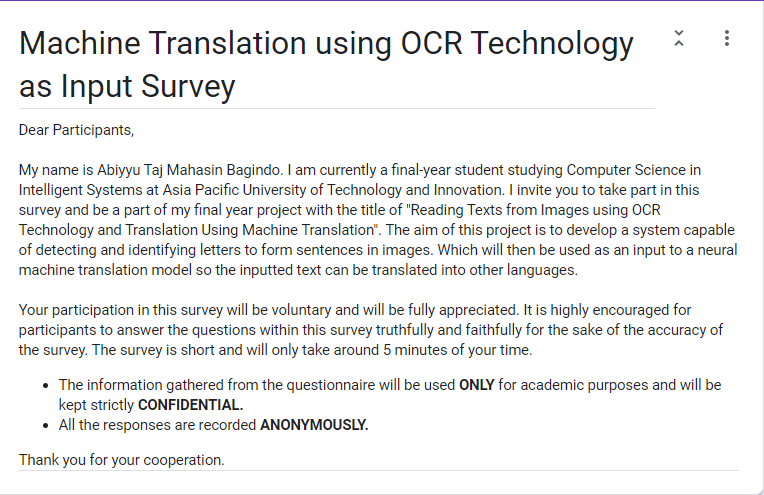 Machine Translation using OCR Technology
as Input Survey
Dear Participants,
My name is Abiyyu Taj Mahasin Bagindo. I am currently a final-year student studying Computer Science in
Intelligent Systems at Asia Pacific University of Technology and Innovation. I invite you to take part in this
survey and be a part of my final year project with the title of "Reading Texts from Images using OCR
Technology and Translation Using Machine Translation". The aim of this project is to develop a system capable
of detecting and identifying letters to form sentences in images. Which will then be used as an input to a neural
machine translation model so the inputted text can be translated into other languages.
Your participation in this survey will be voluntary and will be fully appreciated. It is highly encouraged for
participants to answer the questions within this survey truthfully and faithfully for the sake of the accuracy of
the survey. The survey is short and will only take around 5 minutes of your time.
• The information gathered from the questionnaire will be used ONLY for academic purposes and will be
kept strictly CONFIDENTIAL.
• All the responses are recorded ANONYMOUSLY.
Thank you for your cooperation.